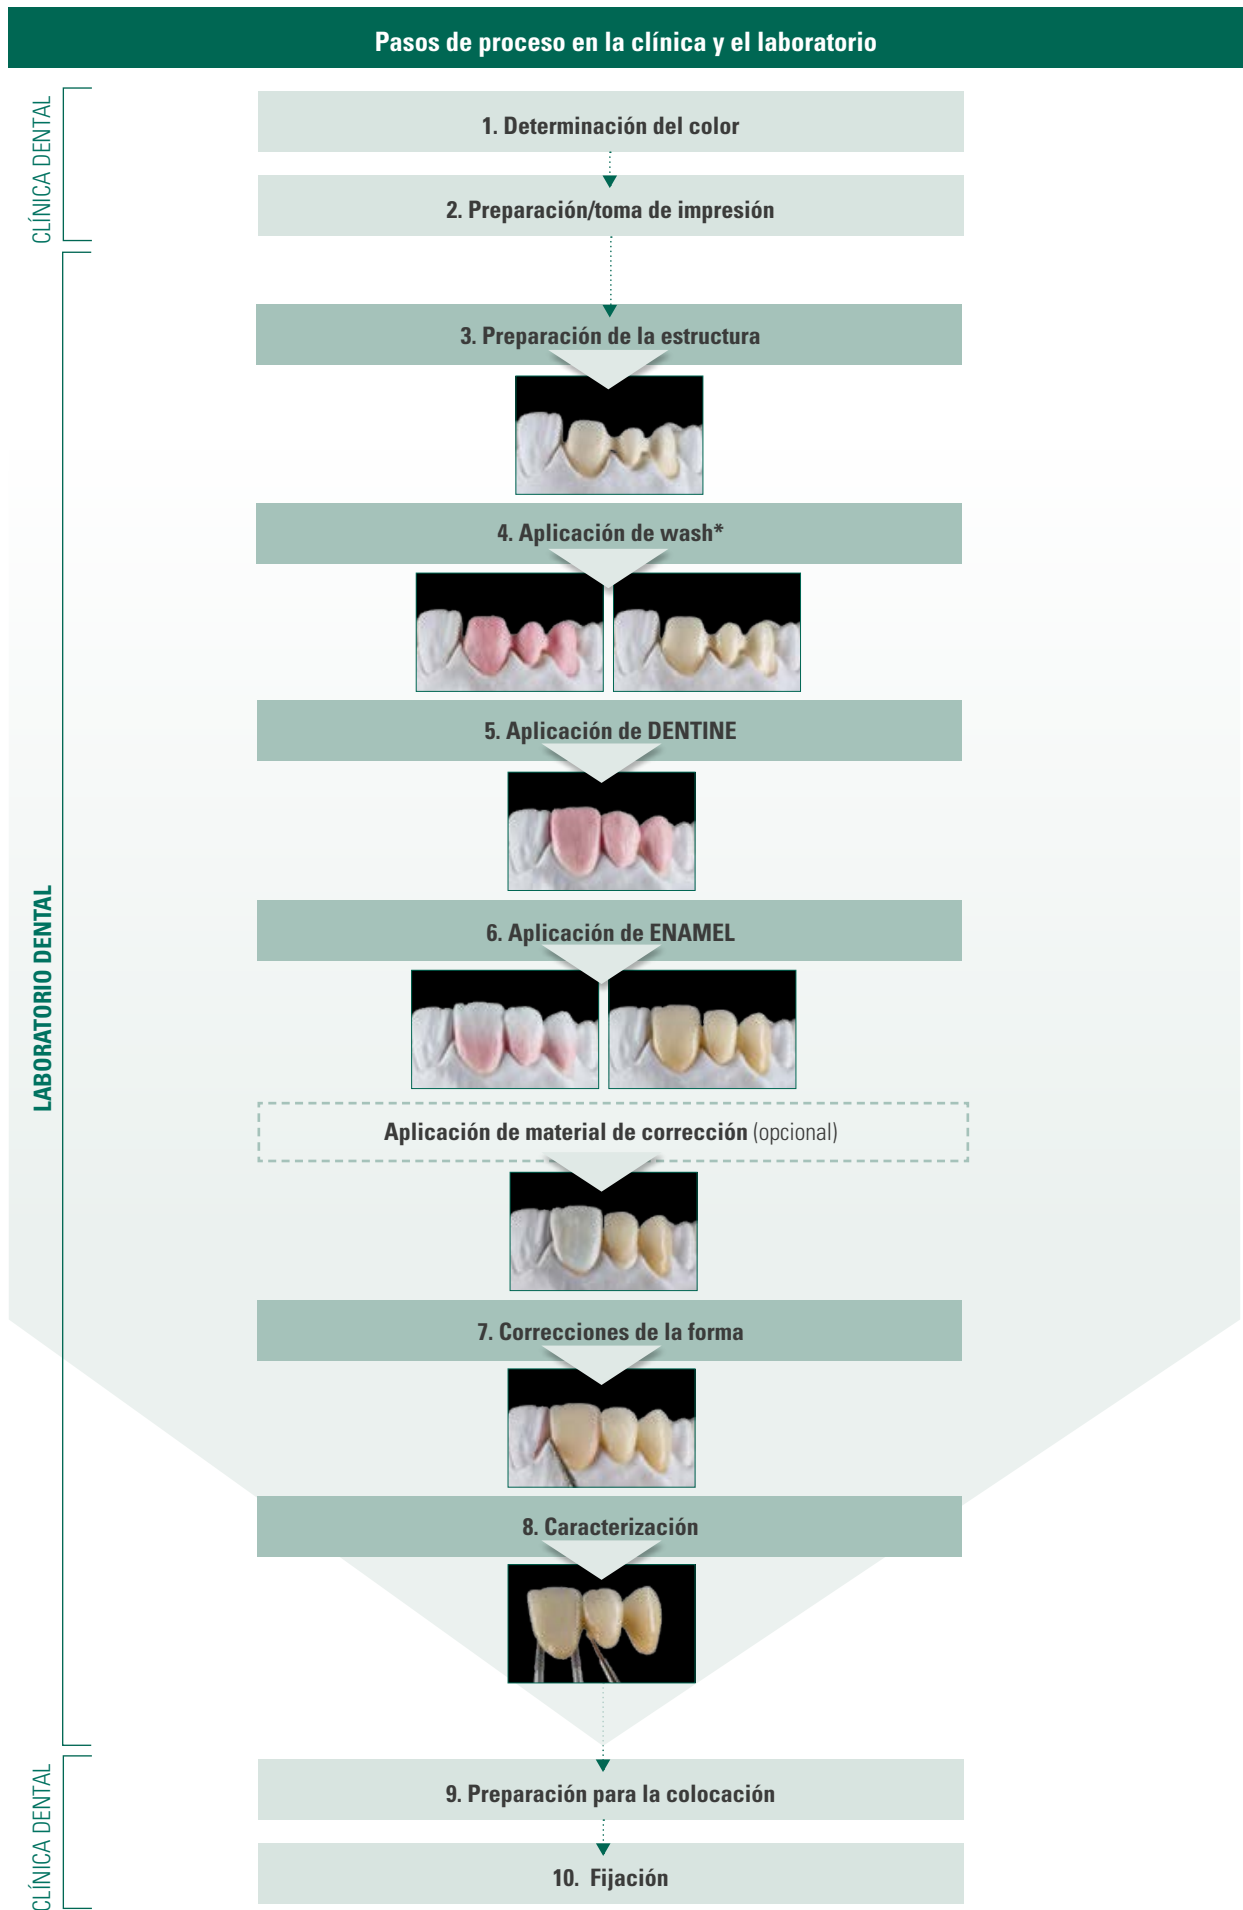 Pasos de proceso en la clínica y el laboratorio
CLÍNICA DENTAL
1. Determinación del color
2. Preparación/toma de impresión
LABORATORIO DENTAL
3. Preparación de la estructura
4. Aplicación de wash*
5. Aplicación de DENTINE
6. Aplicación de ENAMEL
Aplicación de material de corrección (opcional)
7. Correcciones de la forma
8. Caracterización
CLÍNICA DENTAL
9. Preparación para la colocación
10. Fijación